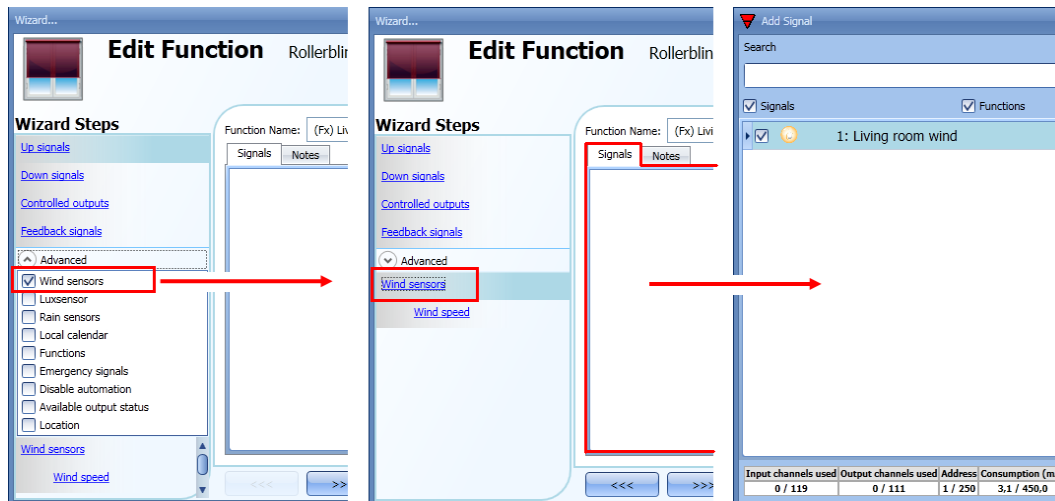 Wizard...
Edit Function Rollerblin
Wizard Steps
Up signals
Down signals
Controlled outputs
Feedback signals
Advanced
Wind sensors
Luxsensor
Rain sensors
Local calendar
Functions
Emergency signals
Disable automation
Available output status
Location
Wind sensors
Wind speed
Function Name: (Fx) Liv
Signals Notes
<<< >>
Wizard...
Edit Function Rollerblin
Wizard Steps
Up signals
Down signals
Controlled outputs
Feedback signals
Advanced
Wind sensors
Wind speed
Function Name: (Fx) Livi
Signals Notes
<<< >>>
Add Signal
Search
Signals Functions
1: Living room wind
Input channels used Output channels used Address Consumption (m
0 / 119 0 / 111 1 / 250 3,1 / 450,0